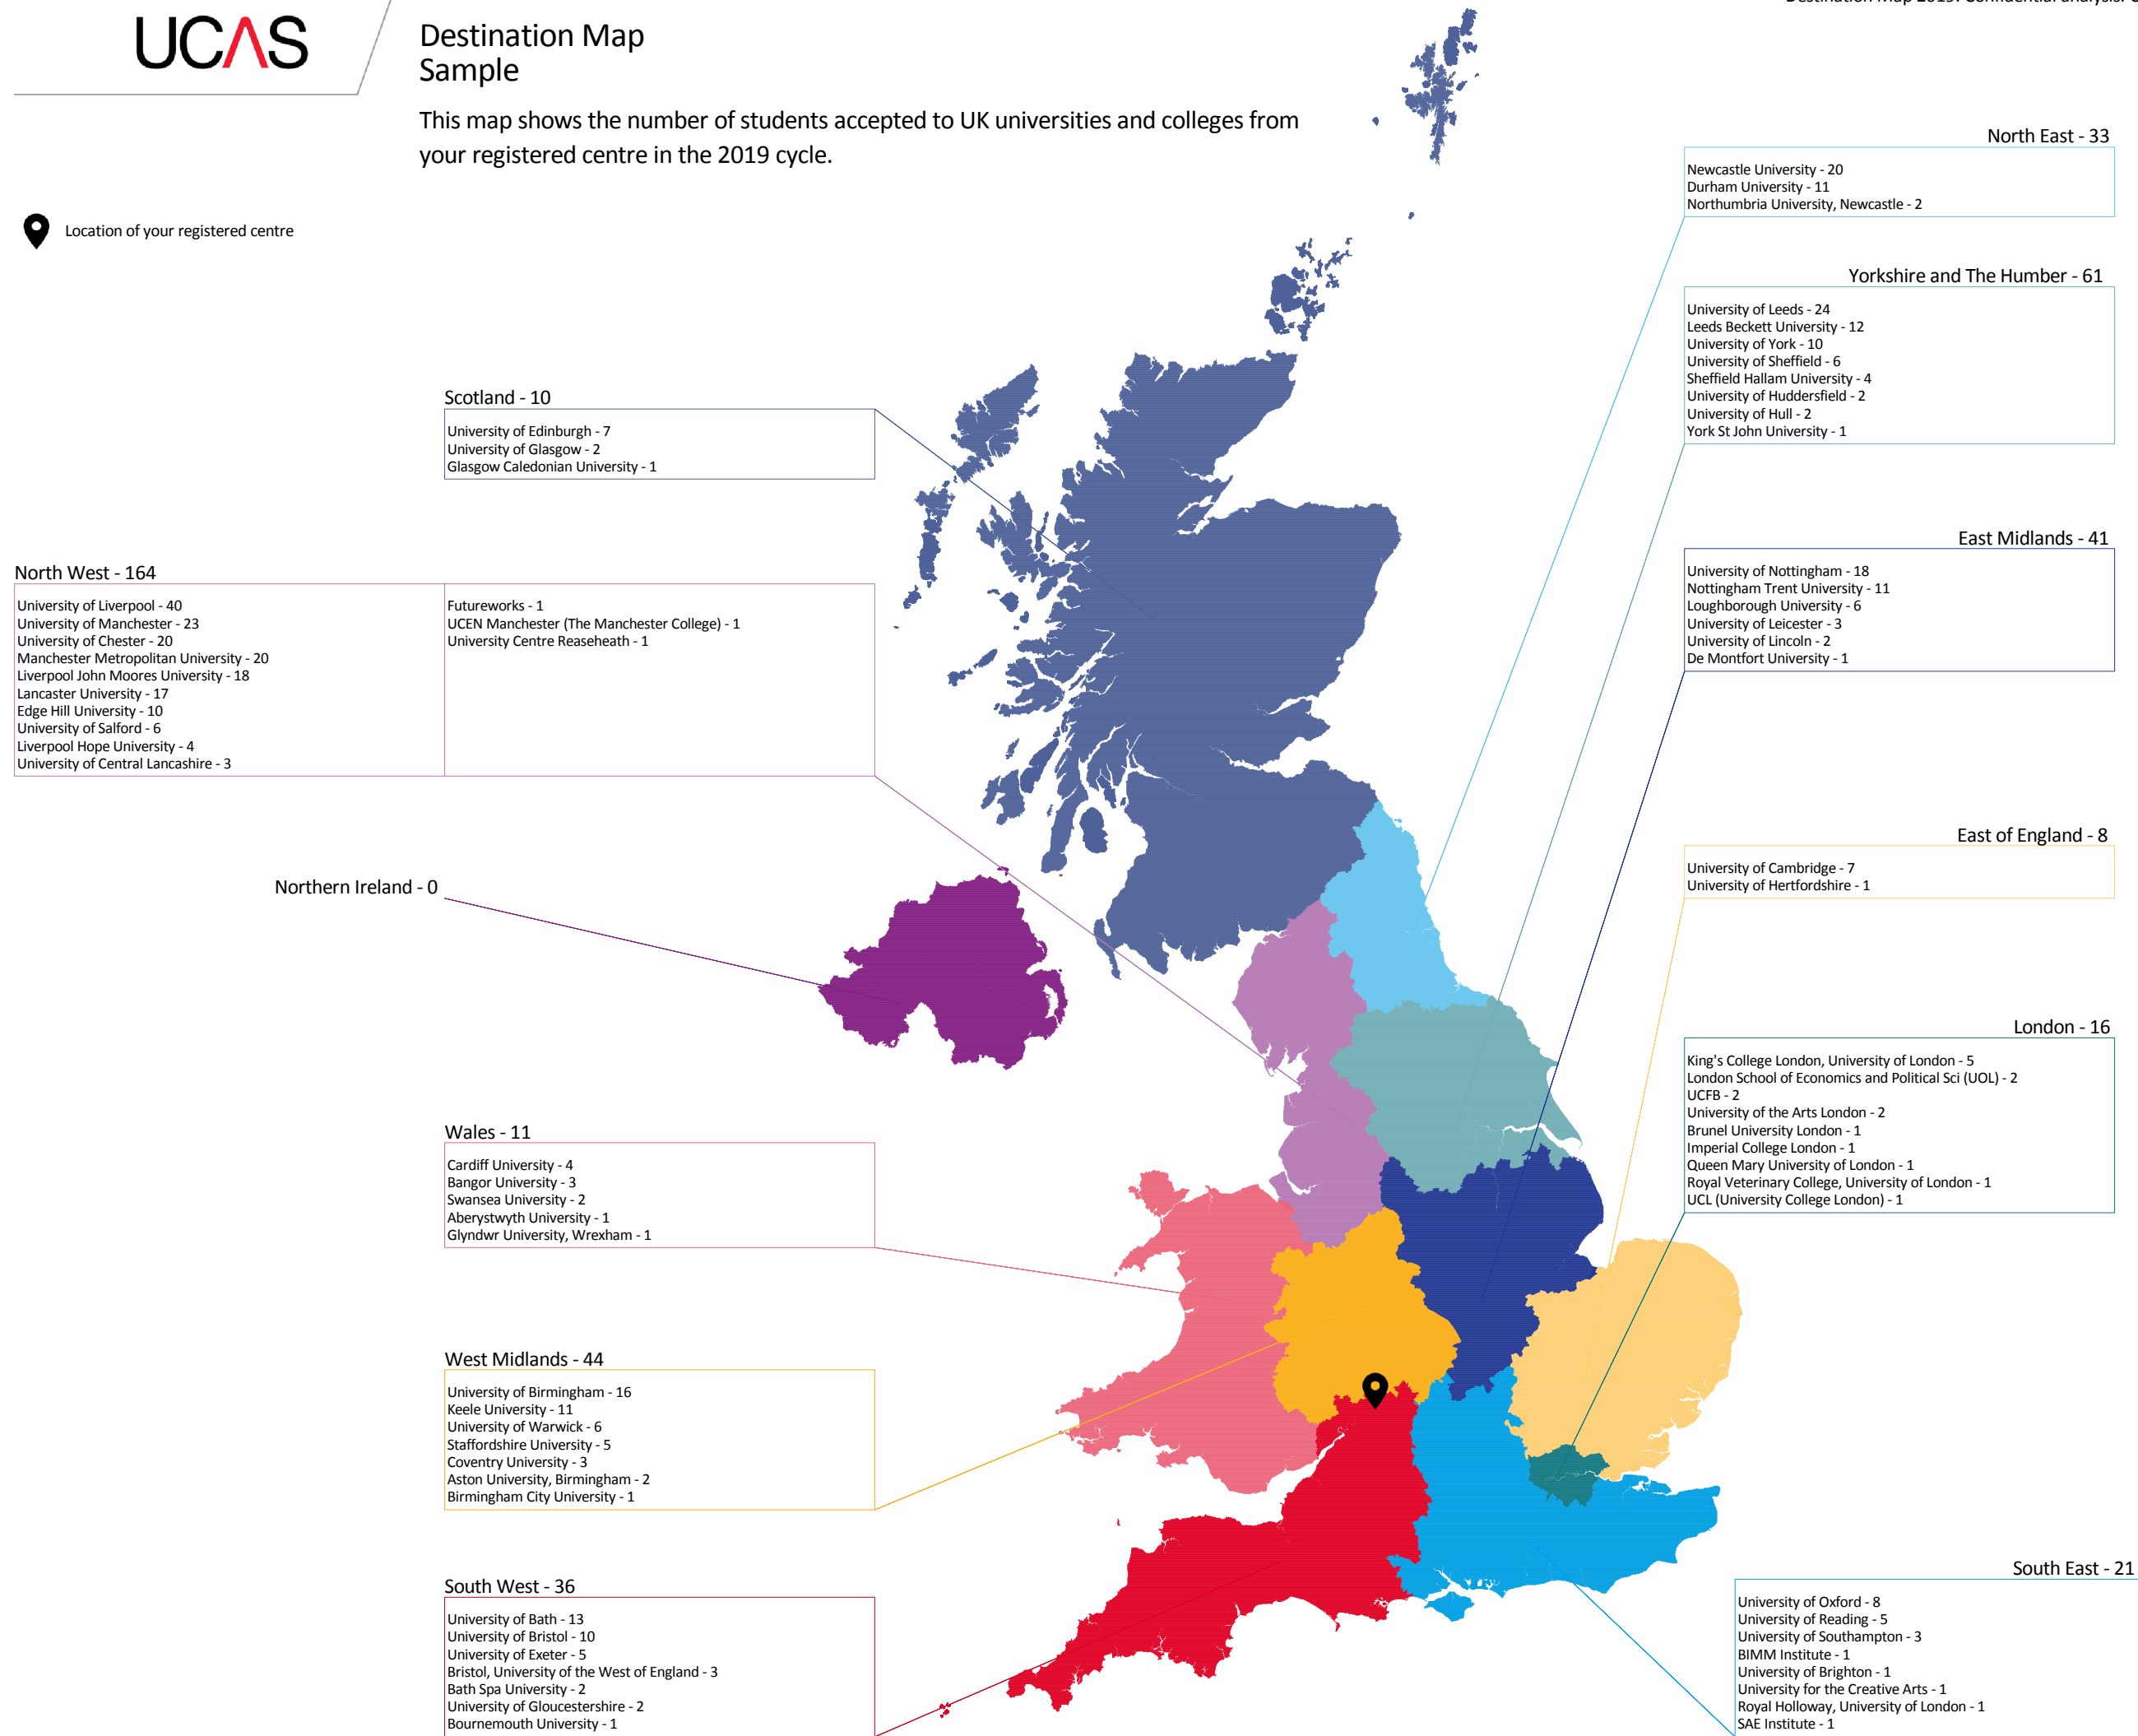 Destination Map 2019: Confidential analysis.
UCAS
Destination Map
Sample
This map shows the number of students accepted to UK universities and colleges from
your registered centre in the 2019 cycle.
Location of your registered centre
North East - 33
Newcastle University - 20
Durham University - 11
Northumbria University, Newcastle - 2
Yorkshire and The Humber - 61
University of Leeds - 24
Leeds Beckett University - 12
University of York - 10
University of Sheffield - 6
Sheffield Hallam University - 4
University of Huddersfield - 2
University of Hull - 2
York St John University - 1
Scotland - 10
University of Edinburgh - 7
University of Glasgow - 2
Glasgow Caledonian University - 1
East Midlands - 41
University of Nottingham - 18
Nottingham Trent University - 11
Loughborough University - 6
University of Leicester - 3
University of Lincoln - 2
De Montfort University - 1
North West - 164
University of Liverpool - 40
University of Manchester - 23
University of Chester - 20
Manchester Metropolitan University - 20
Liverpool John Moores University - 18
Lancaster University - 17
Edge Hill University - 10
University of Salford - 6
Liverpool Hope University - 4
University of Central Lancashire - 3
Futureworks - 1
UCEN Manchester (The Manchester College) - 1
University Centre Reaseheath - 1
East of England - 8
University of Cambridge - 7
University of Hertfordshire - 1
Northern Ireland - 0
London - 16
King's College London, University of London - 5
London School of Economics and Political Sci (UOL) - 2
UCFB - 2
University of the Arts London - 2
Brunel University London - 1
Imperial College London - 1
Queen Mary University of London - 1
Royal Veterinary College, University of London - 1
UCL (University College London) - 1
Wales - 11
Cardiff University - 4
Bangor University - 3
Swansea University - 2
Aberystwyth University - 1
Glyndwr University, Wrexham - 1
West Midlands - 44
University of Birmingham - 16
Keele University - 11
University of Warwick - 6
Staffordshire University - 5
Coventry University - 3
Aston University, Birmingham - 2
Birmingham City University - 1
South West - 36
University of Bath - 13
University of Bristol - 10
University of Exeter - 5
Bristol, University of the West of England - 3
Bath Spa University - 2
University of Gloucestershire - 2
Bournemouth University - 1
South East - 21
University of Oxford - 8
University of Reading - 5
University of Southampton - 3
BIMM Institute - 1
University of Brighton - 1
University for the Creative Arts - 1
Royal Holloway, University of London - 1
SAE Institute - 1